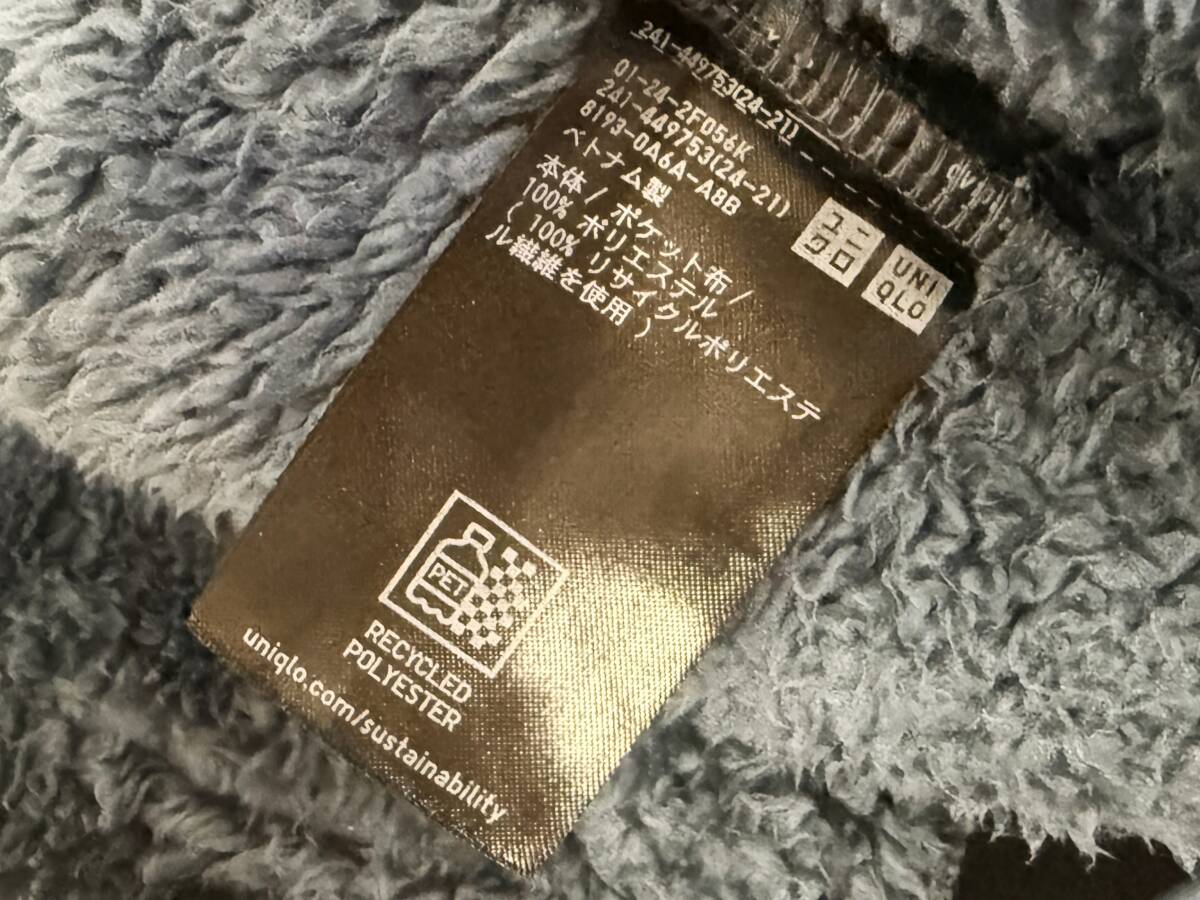 241-449753(24-21)
01-24-2F056K
241-449753(24-21)
8193-0A6A-A8B
ベトナム製
本体 / ポケット布 /
100% ポリエステル
( 100% リサイクルポリエステ
ル繊維を使用 )
ユニ
クロ
UNI
QLO
PET
RECYCLED
POLYESTER
uniqlo.com/sustainability